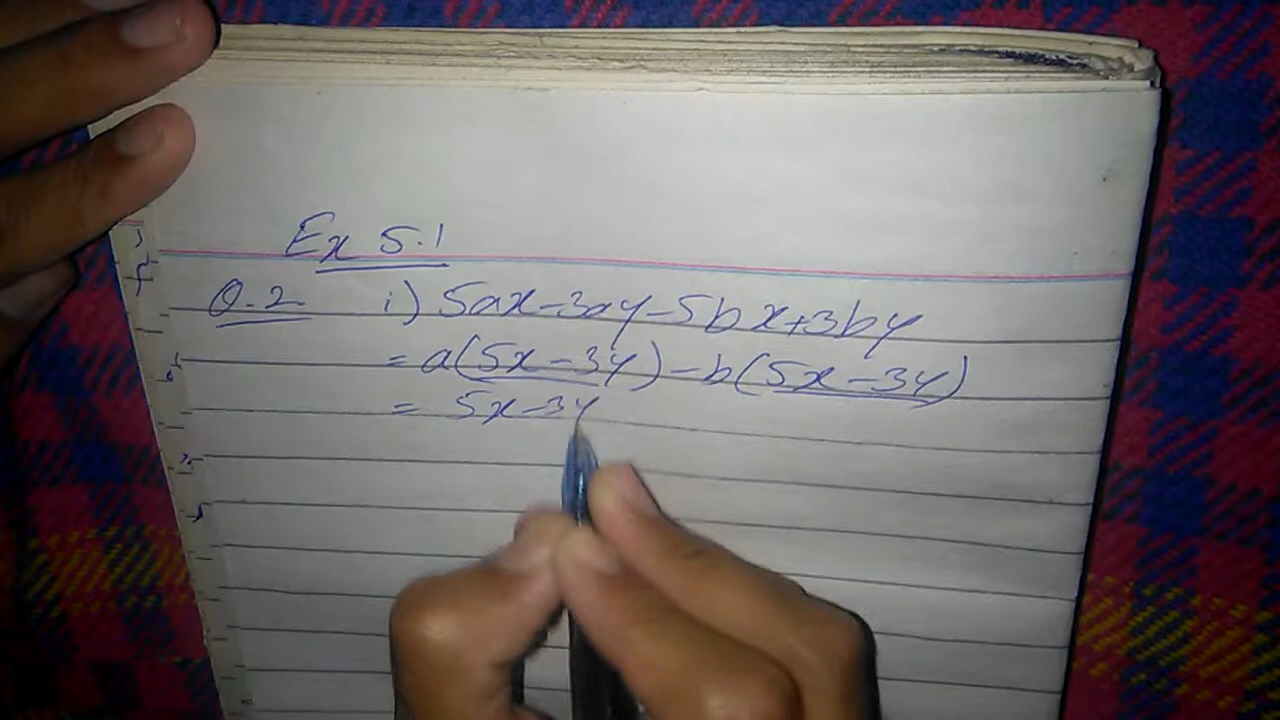 Ex 5.1
Q.2 i) 5ax-3ay-5bx+3by
= a(5x-3y)-b(5x-3y)
= 5x-3y